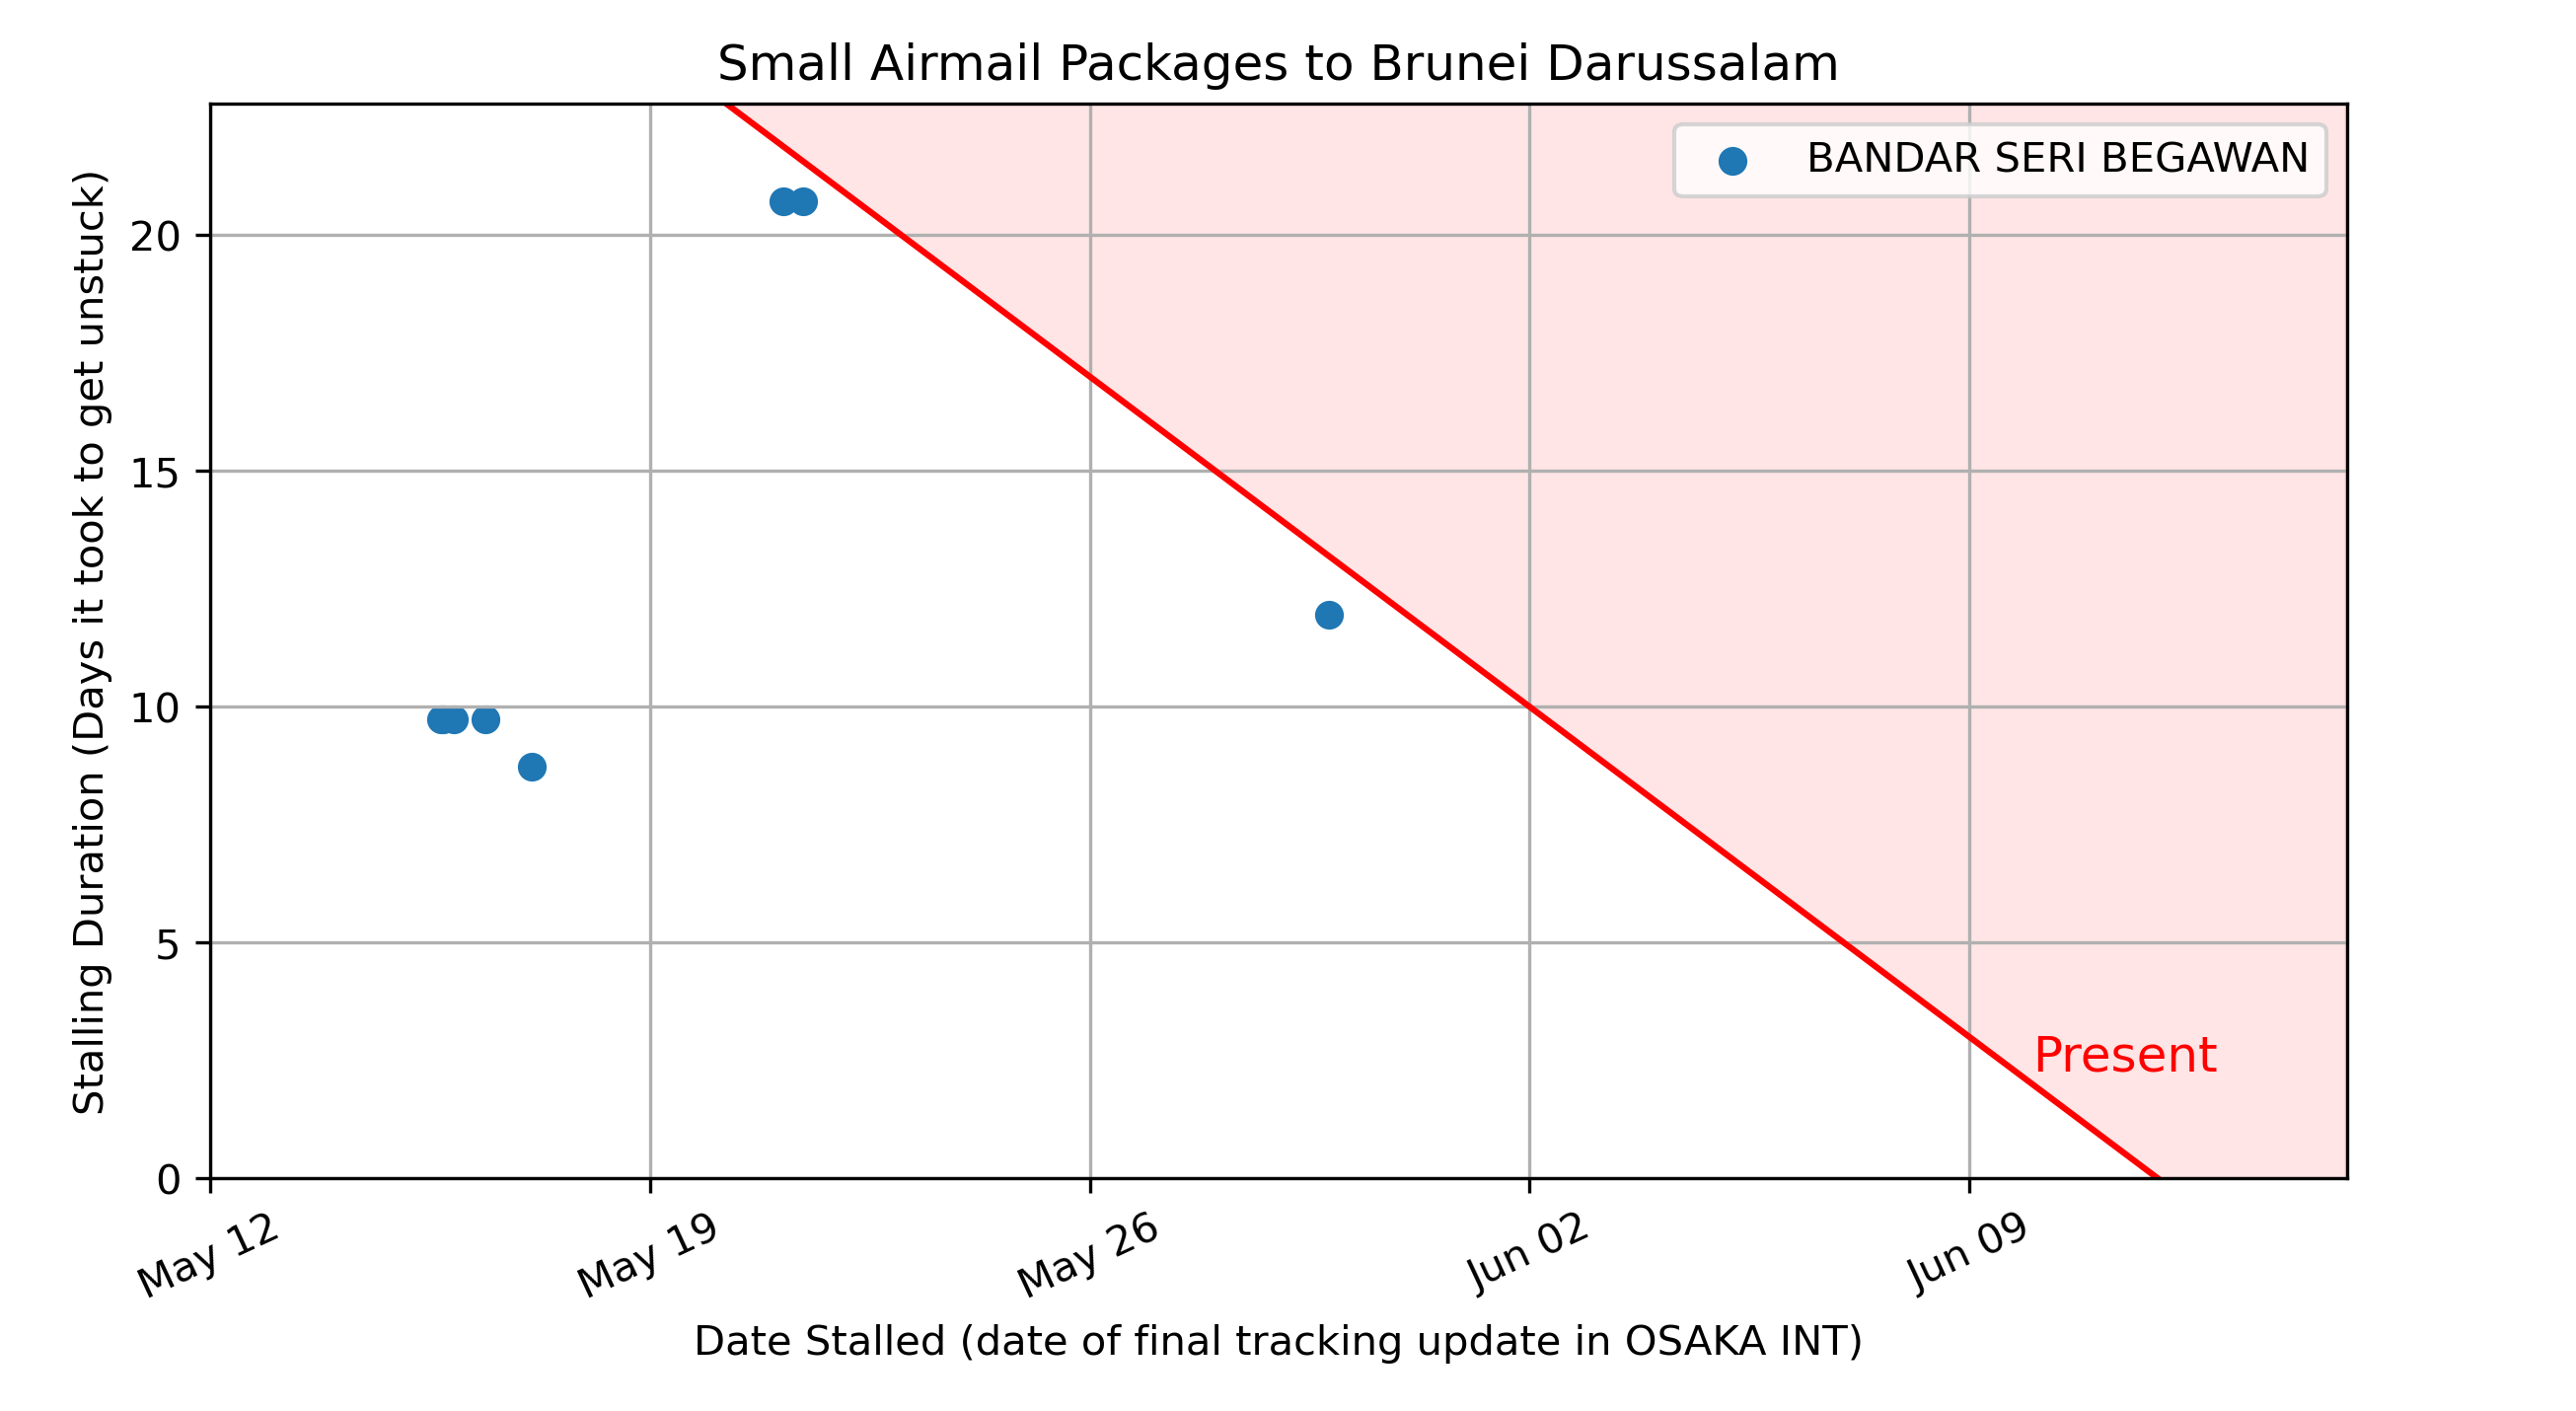 Small Airmail Packages to Brunei Darussalam
BANDAR SERI BEGAWAN
Stalling Duration (Days it took to get unstuck)
20
15
10
5
0
Present
May 12
May 19
May 26
Jun 02
Jun 09
Date Stalled (date of final tracking update in OSAKA INT)